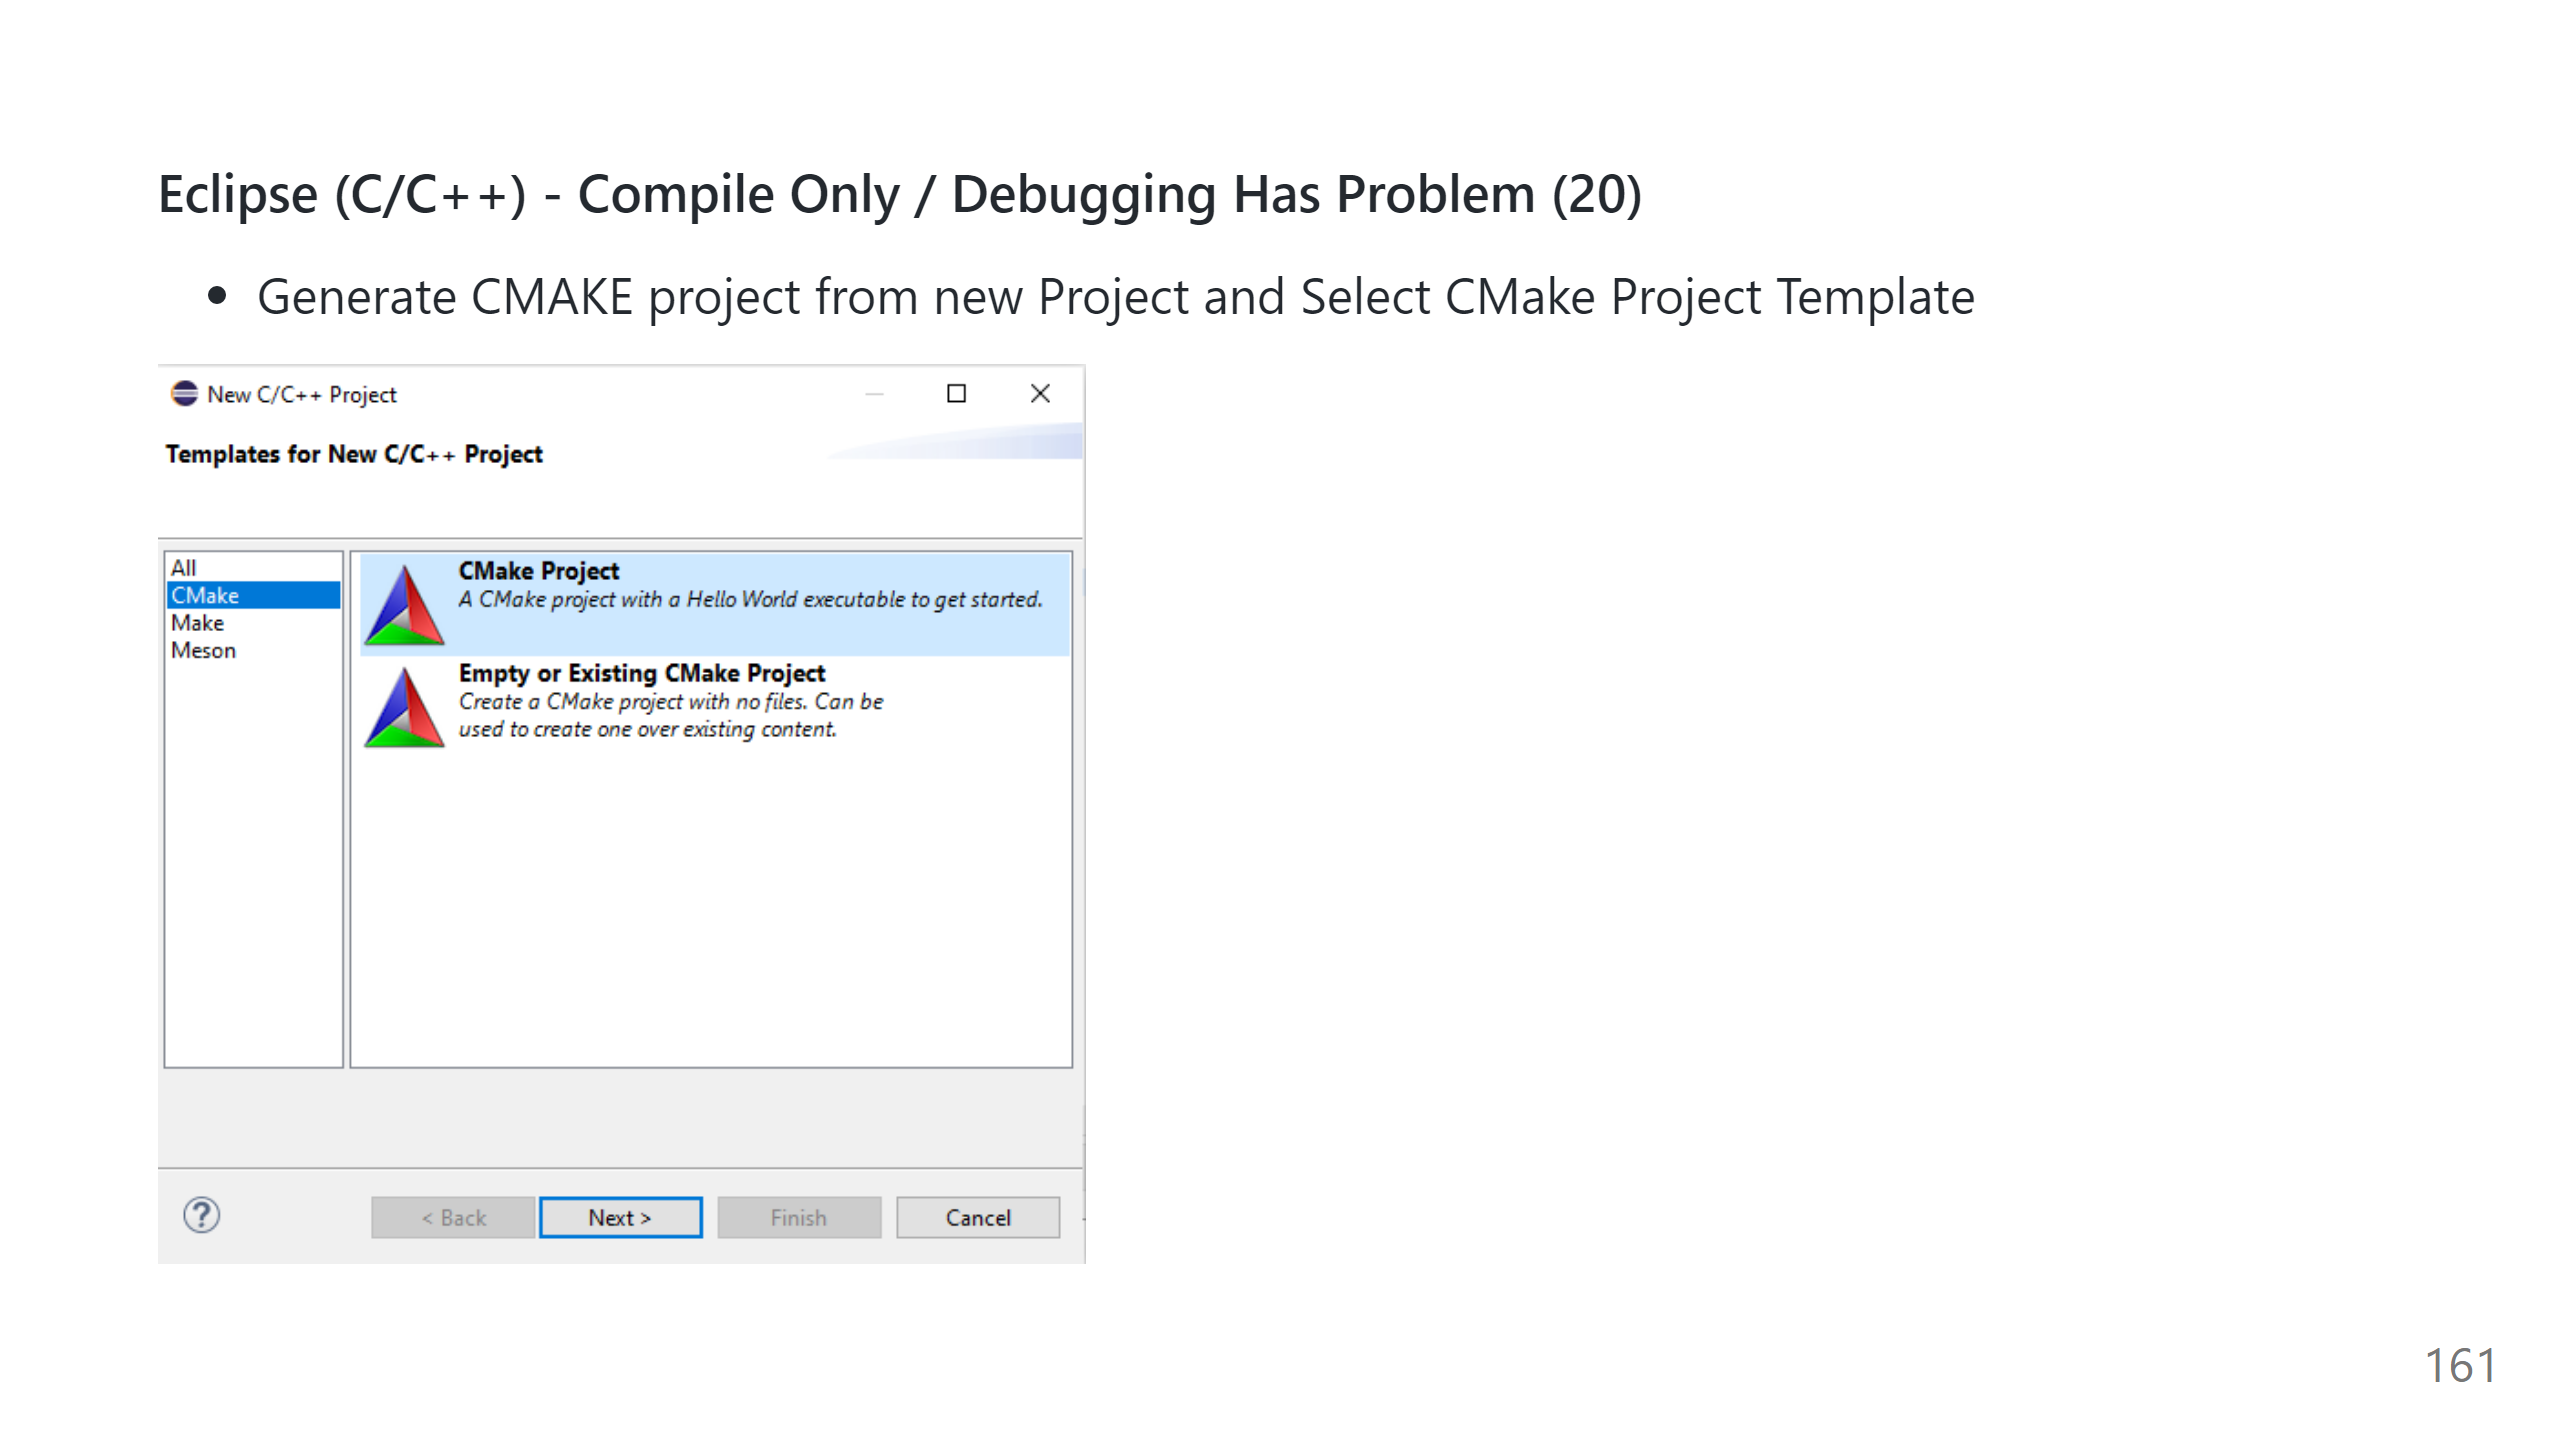 Eclipse (C/C++) - Compile Only / Debugging Has Problem (20)
• Generate CMAKE project from new Project and Select CMake Project Template
New C/C++ Project
Templates for New C/C++ Project
All
CMake
Make
Meson
CMake Project
A CMake project with a Hello World executable to get started.
Empty or Existing CMake Project
Create a CMake project with no files. Can be
used to create one over existing content.
?
< Back
Next >
Finish
Cancel
161